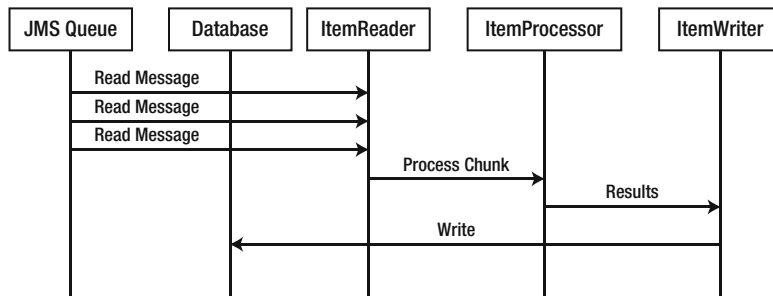 JMS Queue
Database
ItemReader
ItemProcessor
ItemWriter
Read Message
Read Message
Read Message
Process Chunk
Results
Write